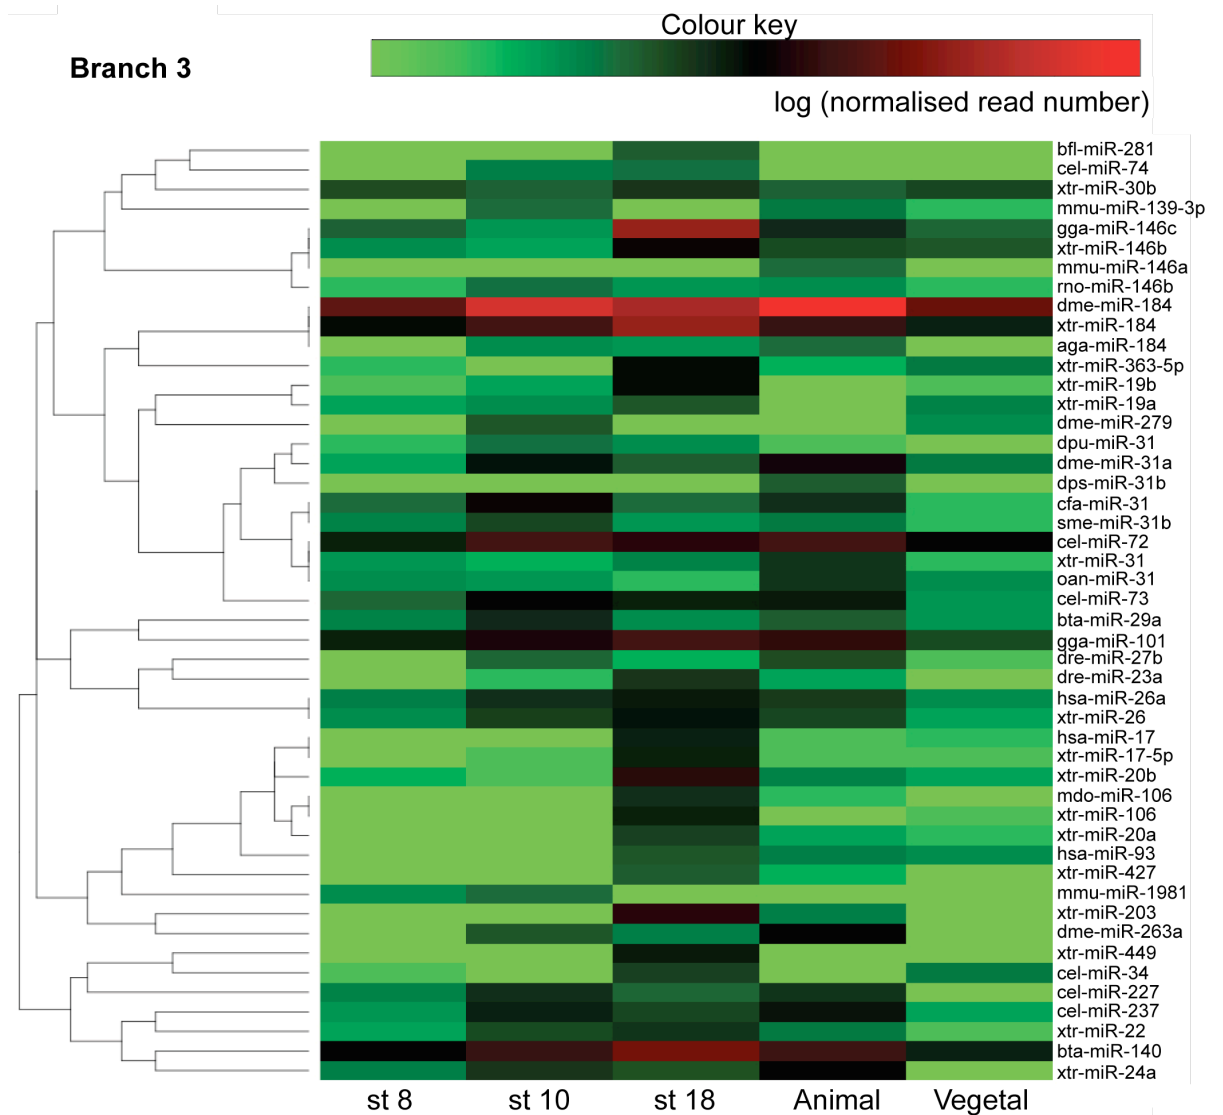 Colour key
Branch 3
log (normalised read number)
bfl-miR-281
cel-miR-74
xtr-miR-30b
mmu-miR-139-3p
gga-miR-146c
xtr-miR-146b
mmu-miR-146a
rno-miR-146b
dme-miR-184
xtr-miR-184
aga-miR-184
xtr-miR-363-5p
xtr-miR-19b
xtr-miR-19a
dme-miR-279
dpu-miR-31
dme-miR-31a
dps-miR-31b
cfa-miR-31
sme-miR-31b
cel-miR-72
xtr-miR-31
oan-miR-31
cel-miR-73
bta-miR-29a
gga-miR-101
dre-miR-27b
dre-miR-23a
hsa-miR-26a
xtr-miR-26
hsa-miR-17
xtr-miR-17-5p
xtr-miR-20b
mdo-miR-106
xtr-miR-106
xtr-miR-20a
hsa-miR-93
xtr-miR-427
mmu-miR-1981
xtr-miR-203
dme-miR-263a
xtr-miR-449
cel-miR-34
cel-miR-227
cel-miR-237
xtr-miR-22
bta-miR-140
xtr-miR-24a
st 8 st 10 st 18 Animal Vegetal